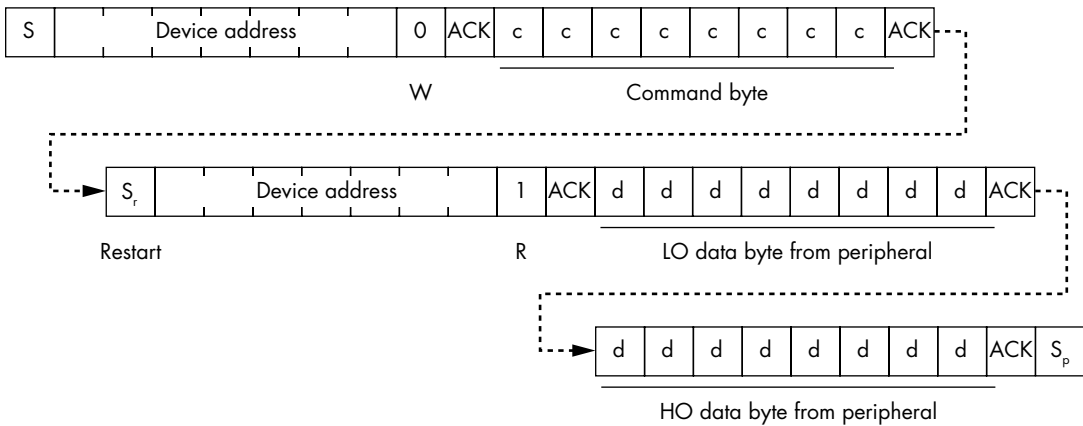 S Device address 0 ACK c c c c c c c c ACK
W Command byte
Sr Device address 1 ACK d d d d d d d d ACK
Restart R LO data byte from peripheral
d d d d d d d d ACK Sp
HO data byte from peripheral